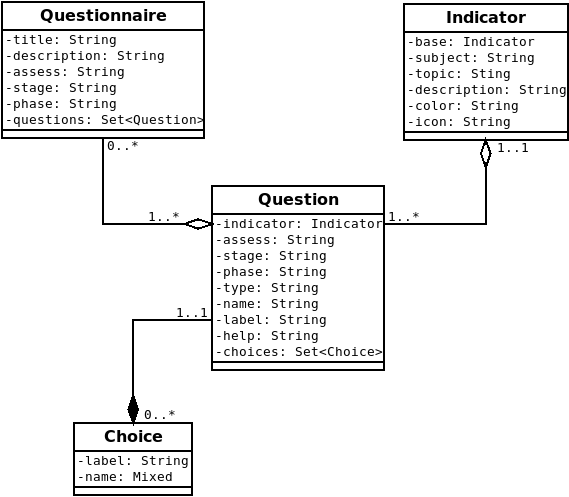 Questionnaire
-title: String
-description: String
-assess: String
-stage: String
-phase: String
-questions: Set<Question>
0..*
Indicator
-base: Indicator
-subject: String
-topic: Sting
-description: String
-color: String
-icon: String
1..1
1..*
Question
-indicator: Indicator
-assess: String
-stage: String
-phase: String
-type: String
-name: String
-label: String
-help: String
-choices: Set<Choice>
1..*
1..1
0..*
Choice
-label: String
-name: Mixed